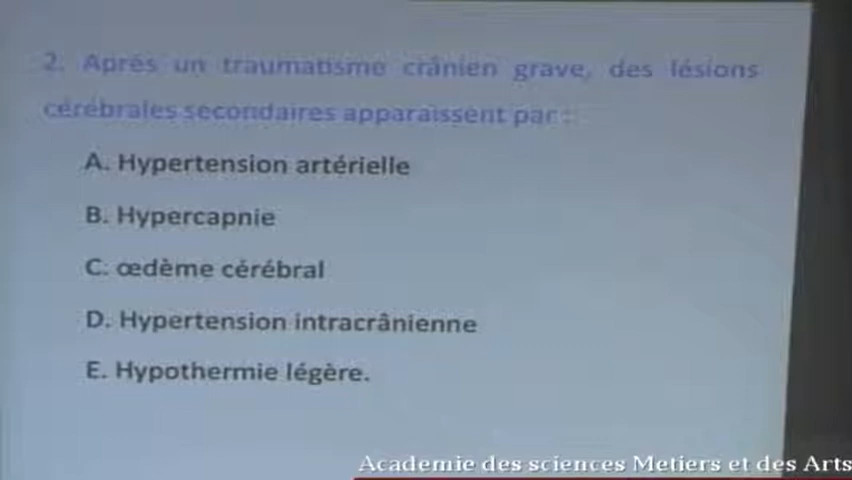 2. Après un traumatisme crânien grave, des lésions
cérébrales secondaires apparaissent par :
A. Hypertension artérielle
B. Hypercapnie
C. œdème cérébral
D. Hypertension intracrânienne
E. Hypothermie légère.
Academie des sciences Metiers et des Arts